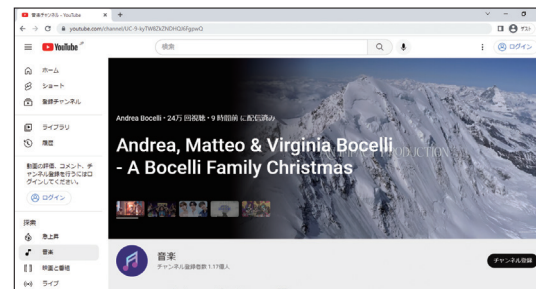 音楽チャンネル - YouTube
youtube.com/channel/UC-9-kyTW8ZkZNDHQJ6FgpwQ
ゲスト
YouTube JP
検索
ログイン
ホーム
ショート
登録チャンネル
ライブラリ
履歴
動画の評価、コメント、チ
ャンネル登録を行うにはロ
グインしてください。
ログイン
探索
急上昇
音楽
映画と番組
ライブ
Andrea Bocelli・24万 回視聴・9 時間前 に配信済み
Andrea, Matteo & Virginia Bocelli
- A Bocelli Family Christmas
PRODUCTION
音楽
チャンネル登録者数 1.17億人
チャンネル登録